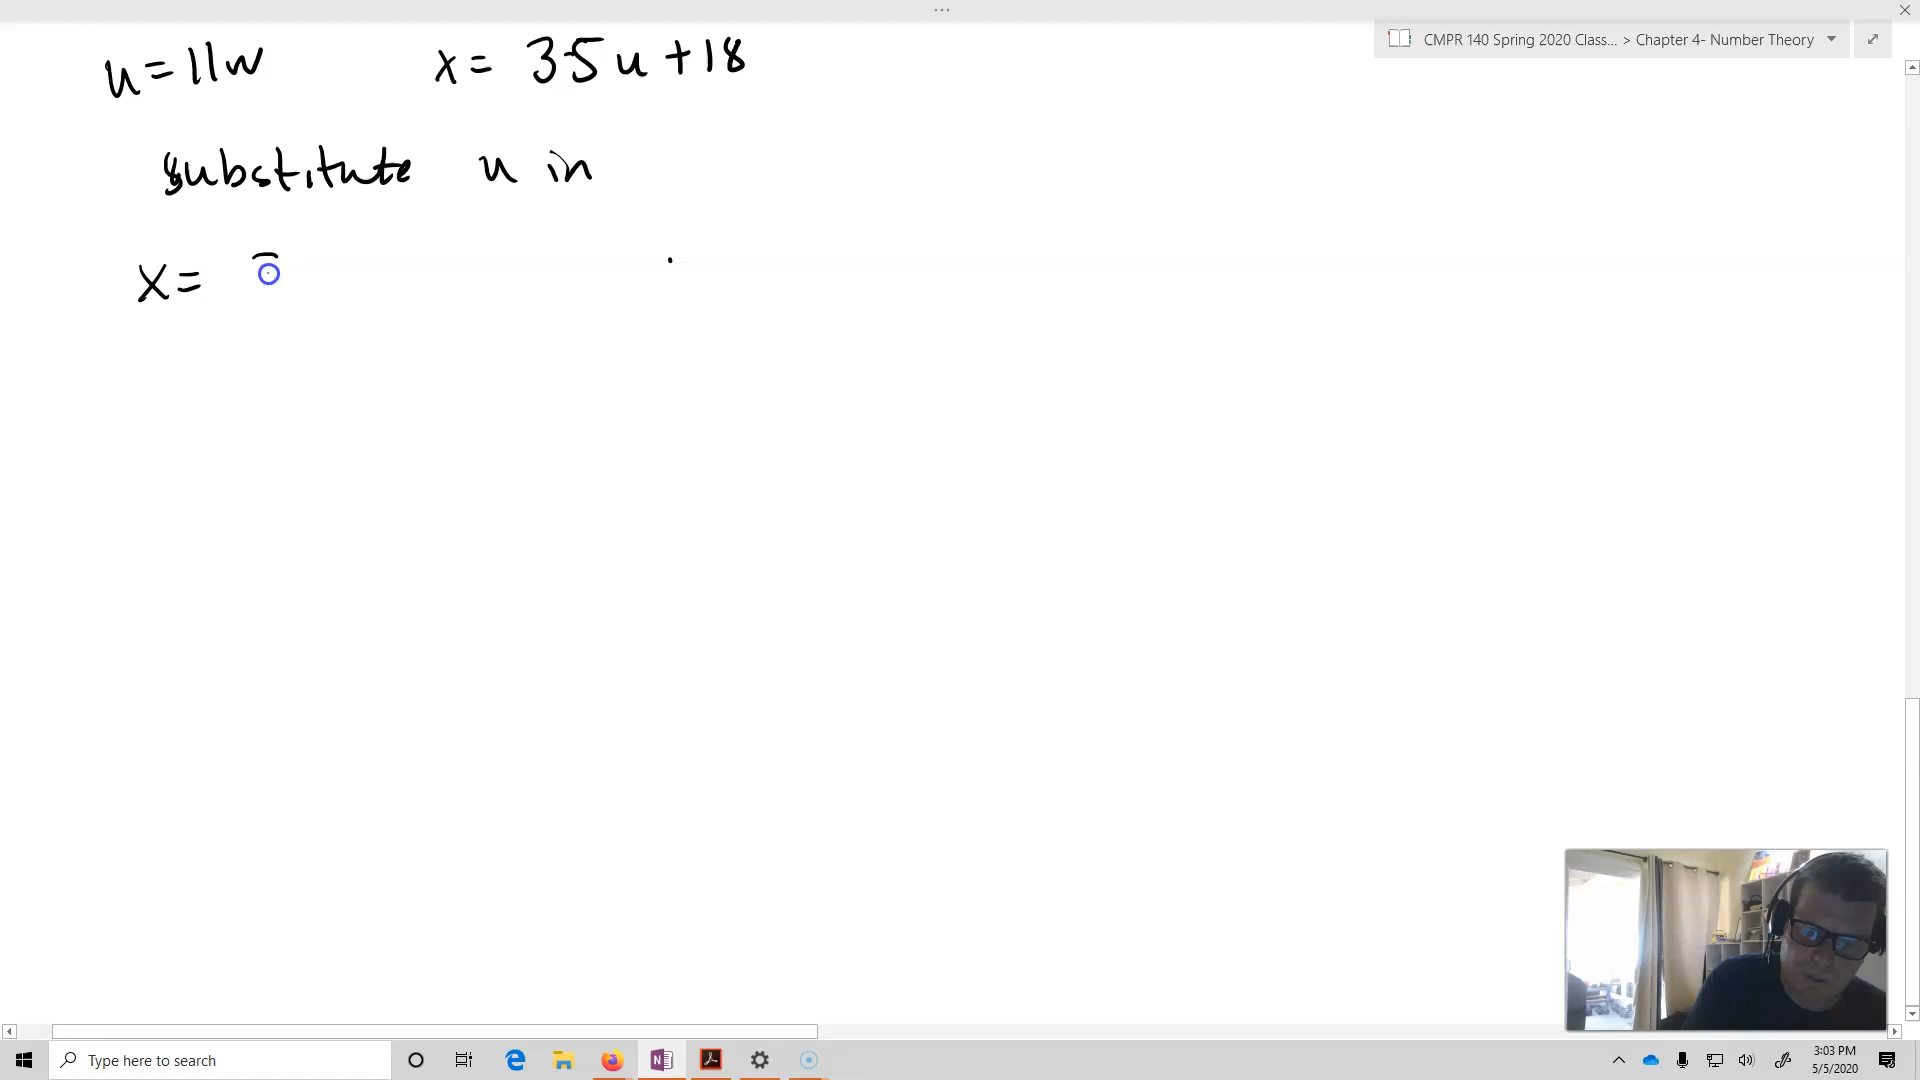 CMPR 140 Spring 2020 Class... > Chapter 4- Number Theory
u=11w x= 35u+18
substitute u in
x=
Type here to search
3:03 PM
5/5/2020